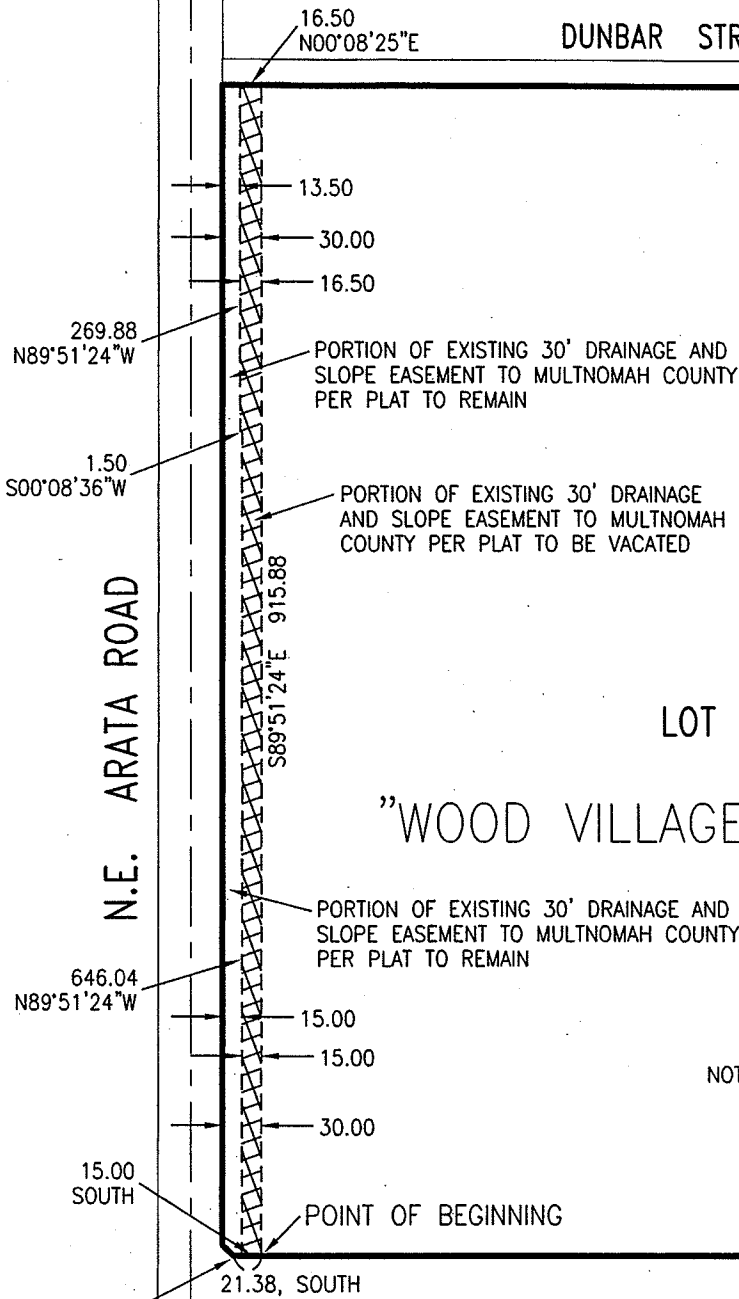 16.50
N00°08'25"E
DUNBAR STR
13.50
30.00
16.50
269.88
N89°51'24"W
PORTION OF EXISTING 30' DRAINAGE AND
SLOPE EASEMENT TO MULTNOMAH COUNTY
PER PLAT TO REMAIN
1.50
S00°08'36"W
PORTION OF EXISTING 30' DRAINAGE
AND SLOPE EASEMENT TO MULTNOMAH
COUNTY PER PLAT TO BE VACATED
S89°51'24"E 915.88
N.E. ARATA ROAD
LOT
"WOOD VILLAGE
PORTION OF EXISTING 30' DRAINAGE AND
SLOPE EASEMENT TO MULTNOMAH COUNTY
PER PLAT TO REMAIN
646.04
N89°51'24"W
15.00
15.00
NOT
30.00
15.00
SOUTH
POINT OF BEGINNING
21.38, SOUTH